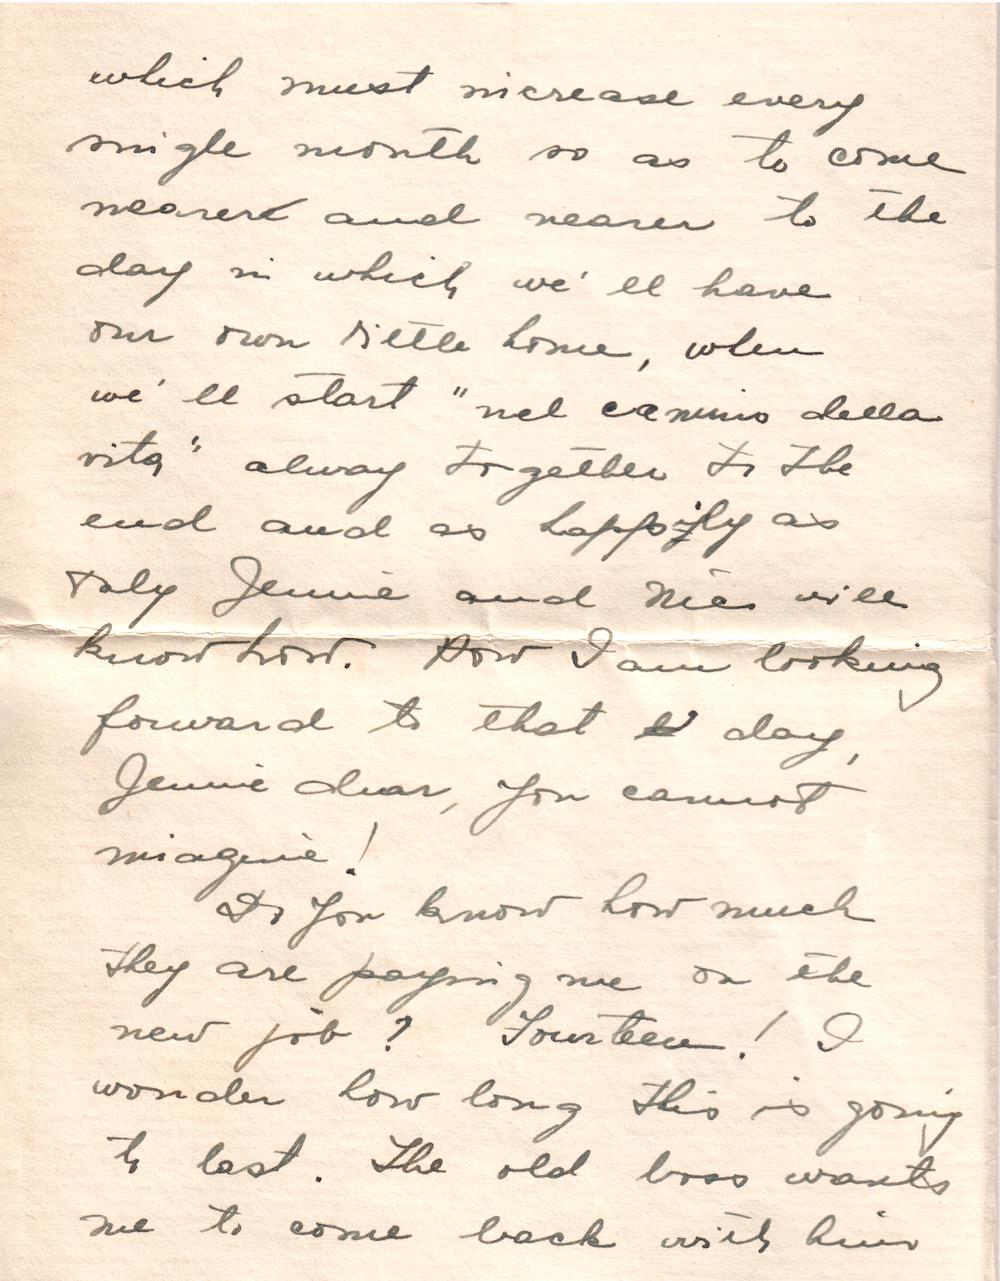 which must increase every
single month so as to come
nearer and nearer to the
day in which we'll have
our own little home, when
we'll start "nel camino della
vita" alway together to the
end and as happily as
only Jennie and Nic. will
know how. How I am looking
forward to that day,
Jennie dear, you cannot
imagine!
Do you know how much
they are paying me on the
new job? Fourteen! I
wonder how long this is going
to last. The old boss wants
me to come back with him